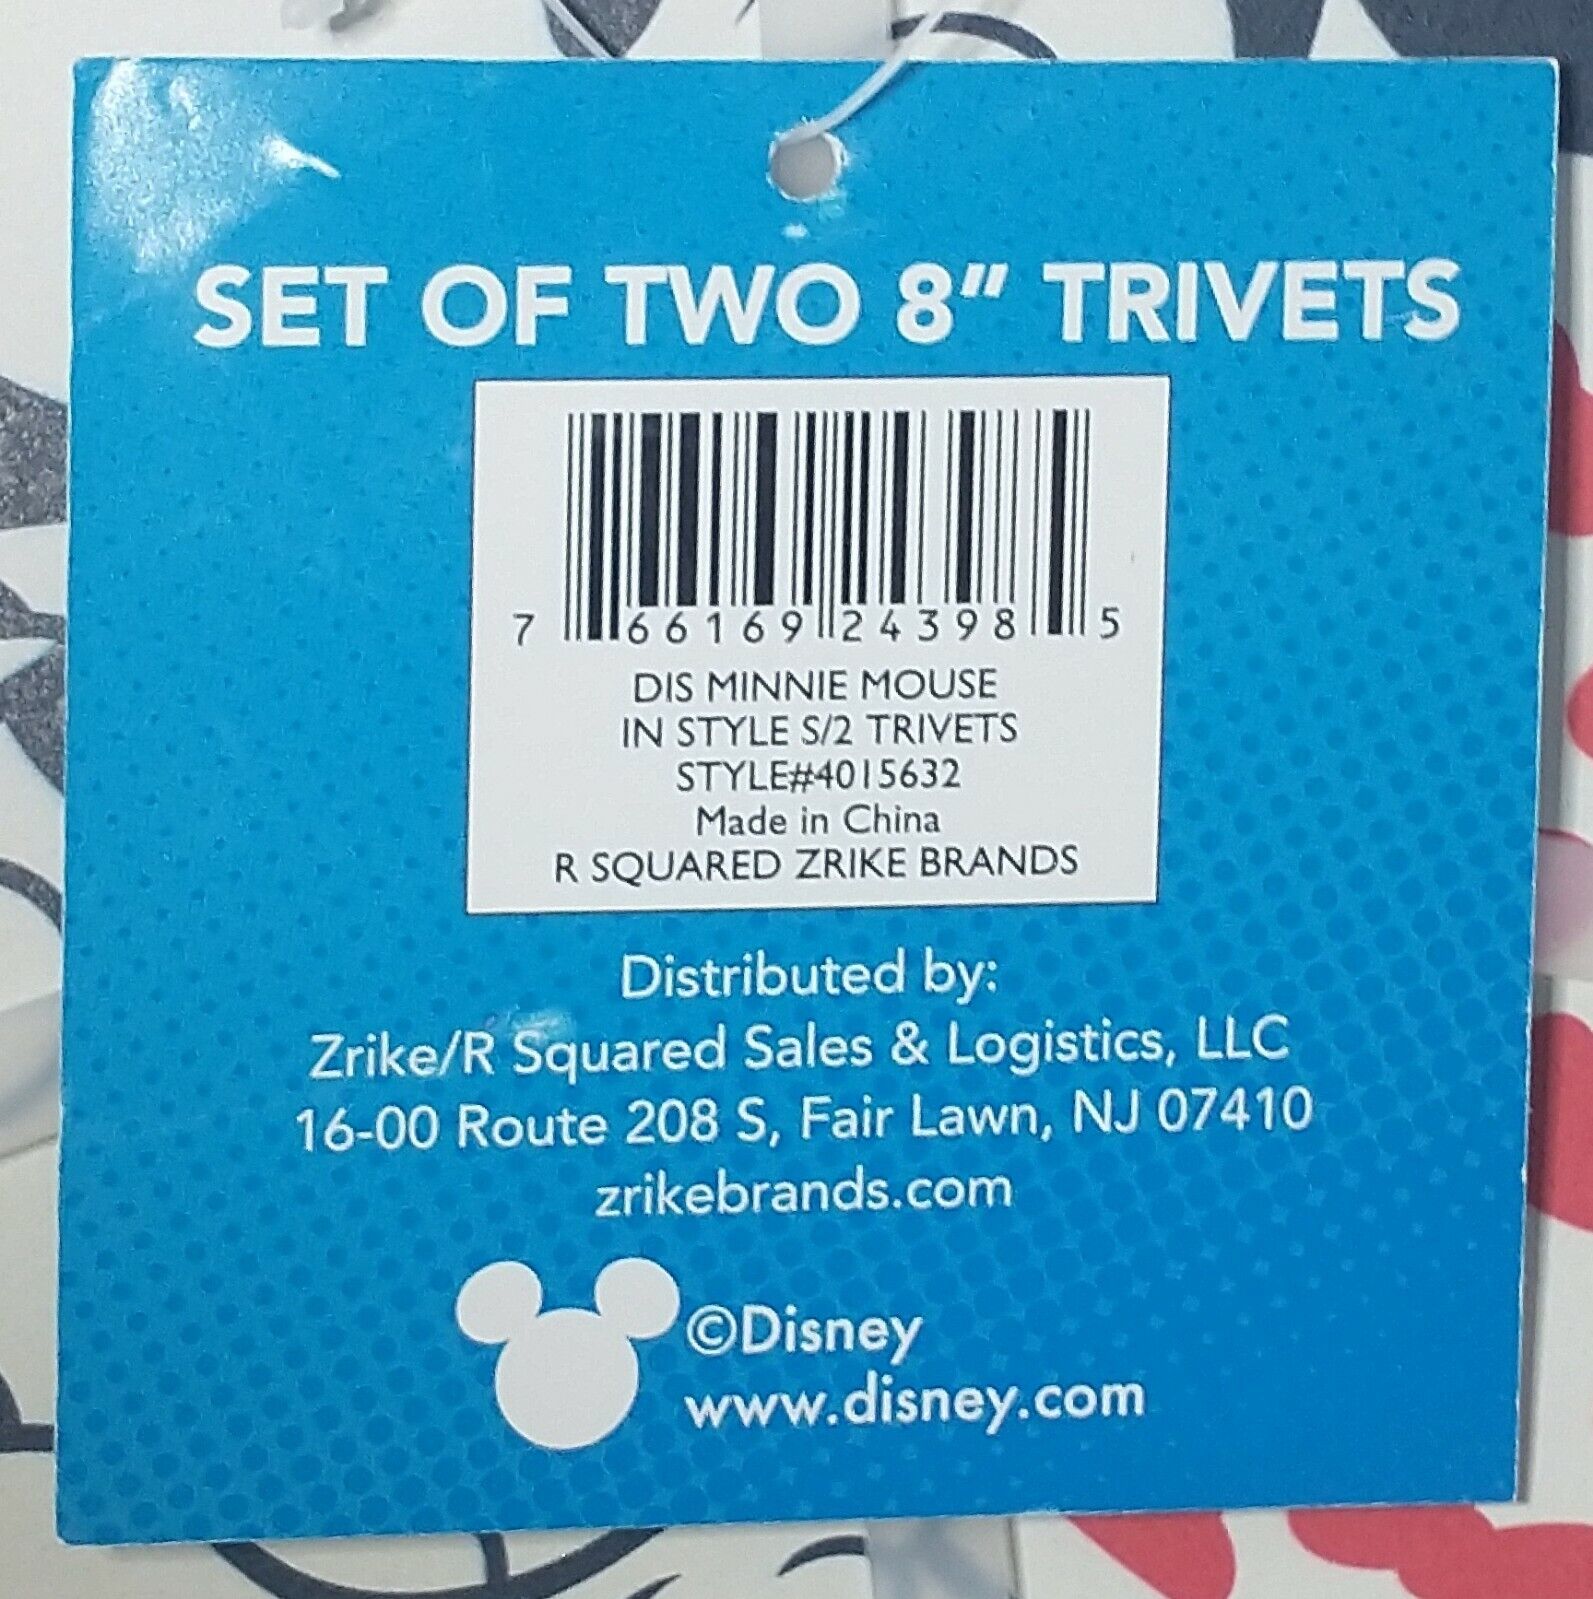 SET OF TWO 8" TRIVETS
7 66169 24398 5
DIS MINNIE MOUSE
IN STYLE S/2 TRIVETS
STYLE#4015632
Made in China
R SQUARED ZRIKE BRANDS
Distributed by:
Zrike/R Squared Sales & Logistics, LLC
16-00 Route 208 S, Fair Lawn, NJ 07410
zrikebrands.com
©Disney
www.disney.com